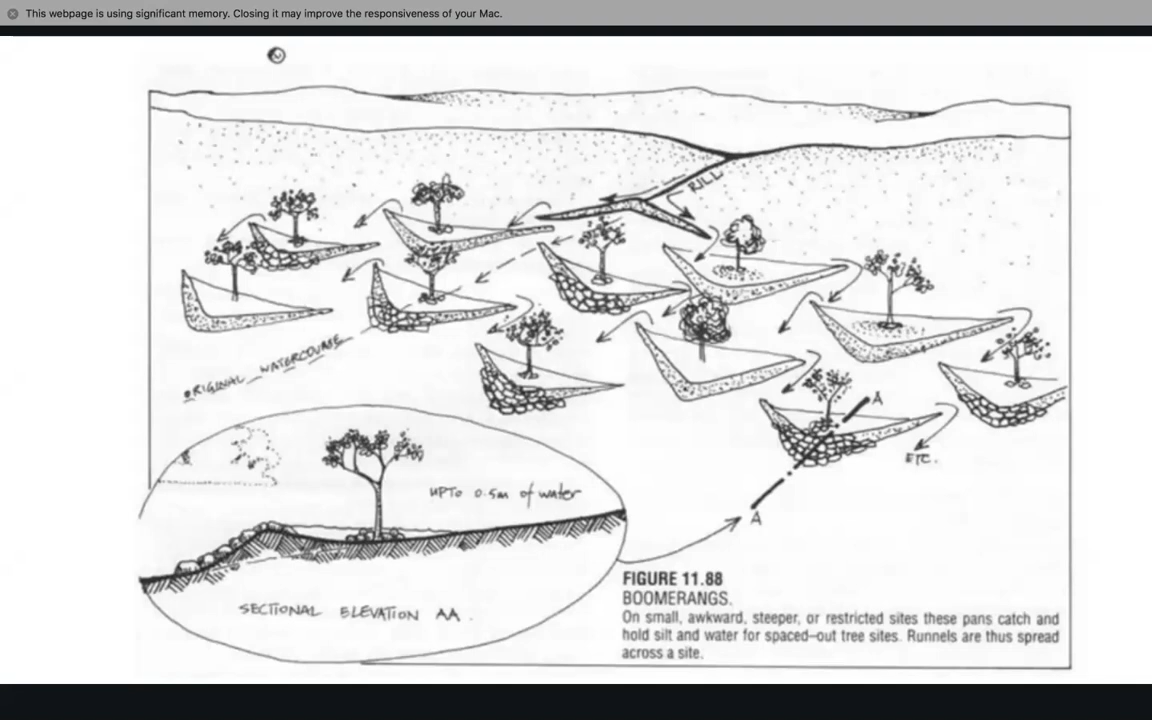 This webpage is using significant memory. Closing it may improve the responsiveness of your Mac.
RILL
ORIGINAL WATERCOURSE
A
A
ETC.
UPTO 0.5m of water
SECTIONAL ELEVATION AA.
FIGURE 11.88
BOOMERANGS.
On small, awkward, steeper, or restricted sites these pans catch and
hold silt and water for spaced–out tree sites. Runnels are thus spread
across a site.